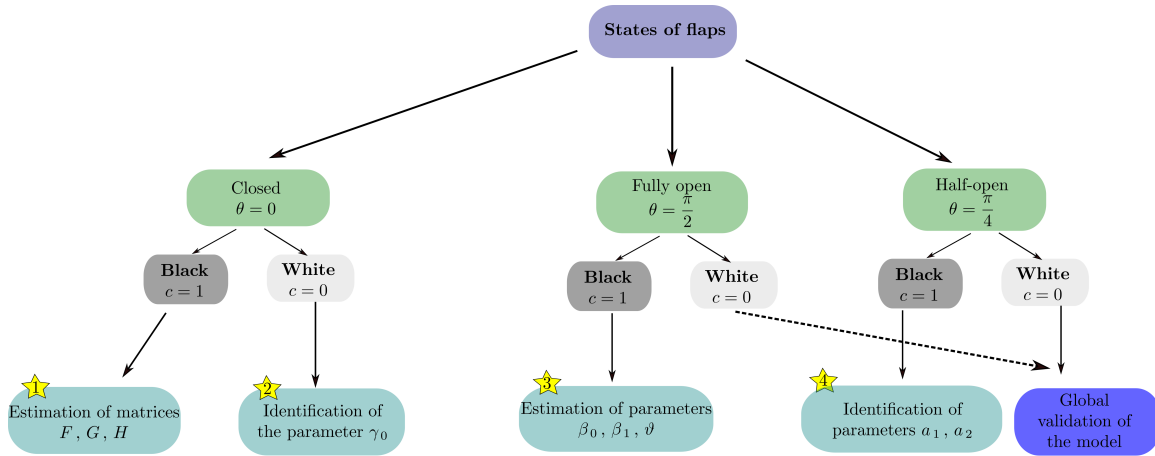 States of flaps
Closed
θ = 0
Fully open
θ = π/2
Half-open
θ = π/4
Black
c = 1
White
c = 0
Black
c = 1
White
c = 0
Black
c = 1
White
c = 0
1
Estimation of matrices
F , G , H
2
Identification of
the parameter γ₀
3
Estimation of parameters
β₀ , β₁ , ϑ
4
Identification of
parameters a₁ , a₂
Global
validation of
the model